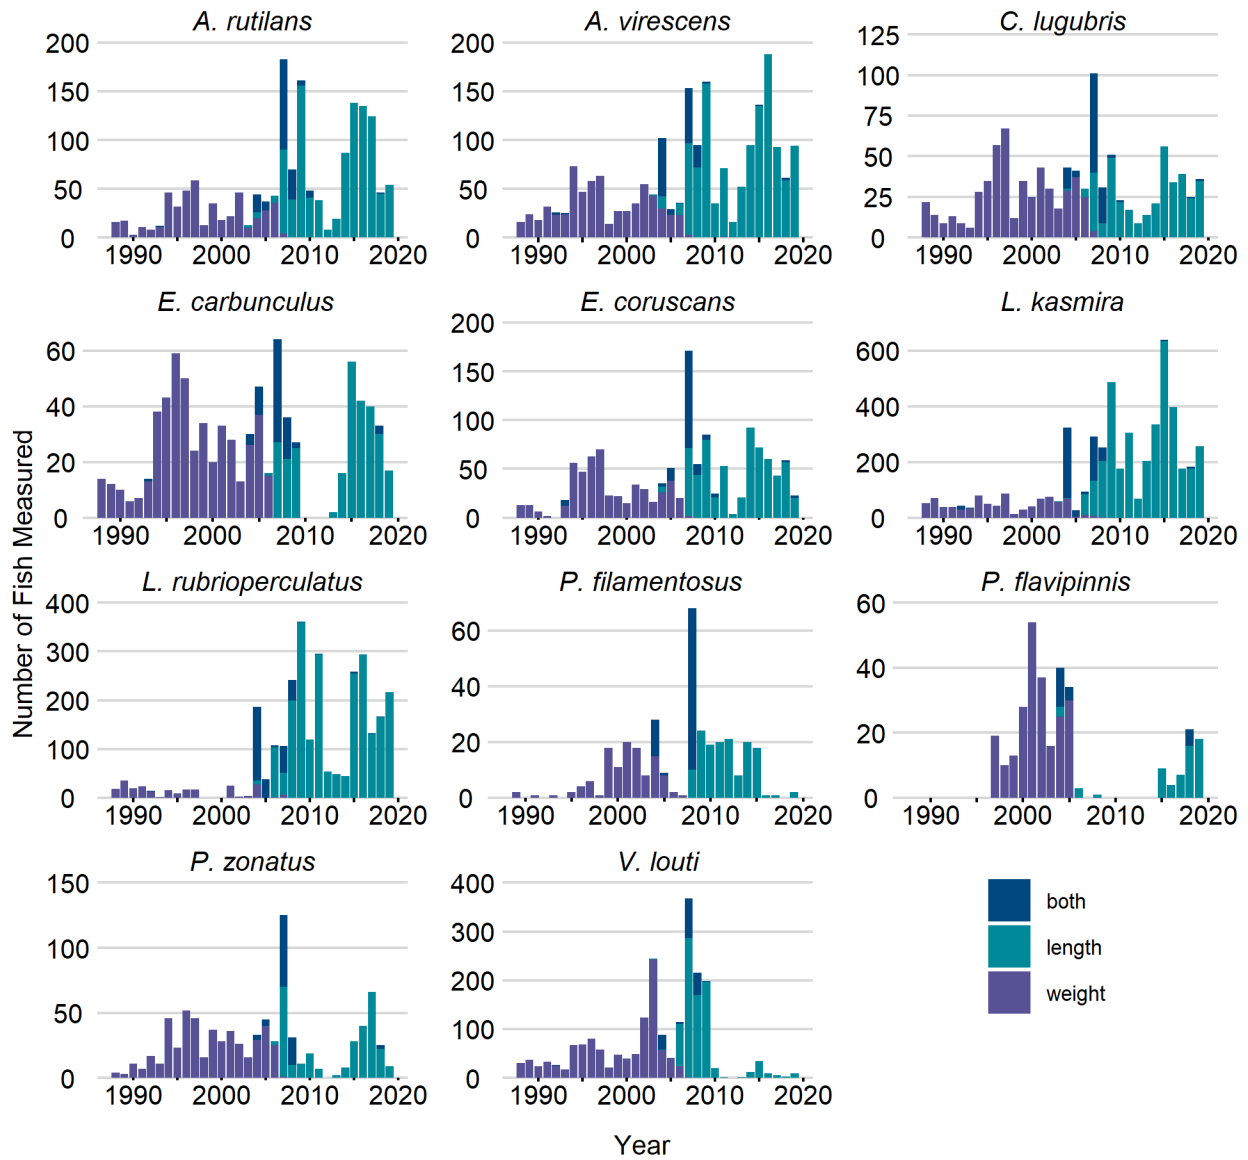 A. rutilans
A. virescens
C. lugubris
200
150
100
50
0
1990 2000 2010 2020
200
150
100
50
0
1990 2000 2010 2020
125
100
75
50
25
0
1990 2000 2010 2020
E. carbunculus
E. coruscans
L. kasmira
60
40
20
0
1990 2000 2010 2020
200
150
100
50
0
1990 2000 2010 2020
600
400
200
0
1990 2000 2010 2020
Number of Fish Measured
L. rubrioperculatus
P. filamentosus
P. flavipinnis
400
300
200
100
0
1990 2000 2010 2020
60
40
20
0
1990 2000 2010 2020
60
40
20
0
1990 2000 2010 2020
P. zonatus
V. louti
150
100
50
0
1990 2000 2010 2020
400
300
200
100
0
1990 2000 2010 2020
both
length
weight
Year